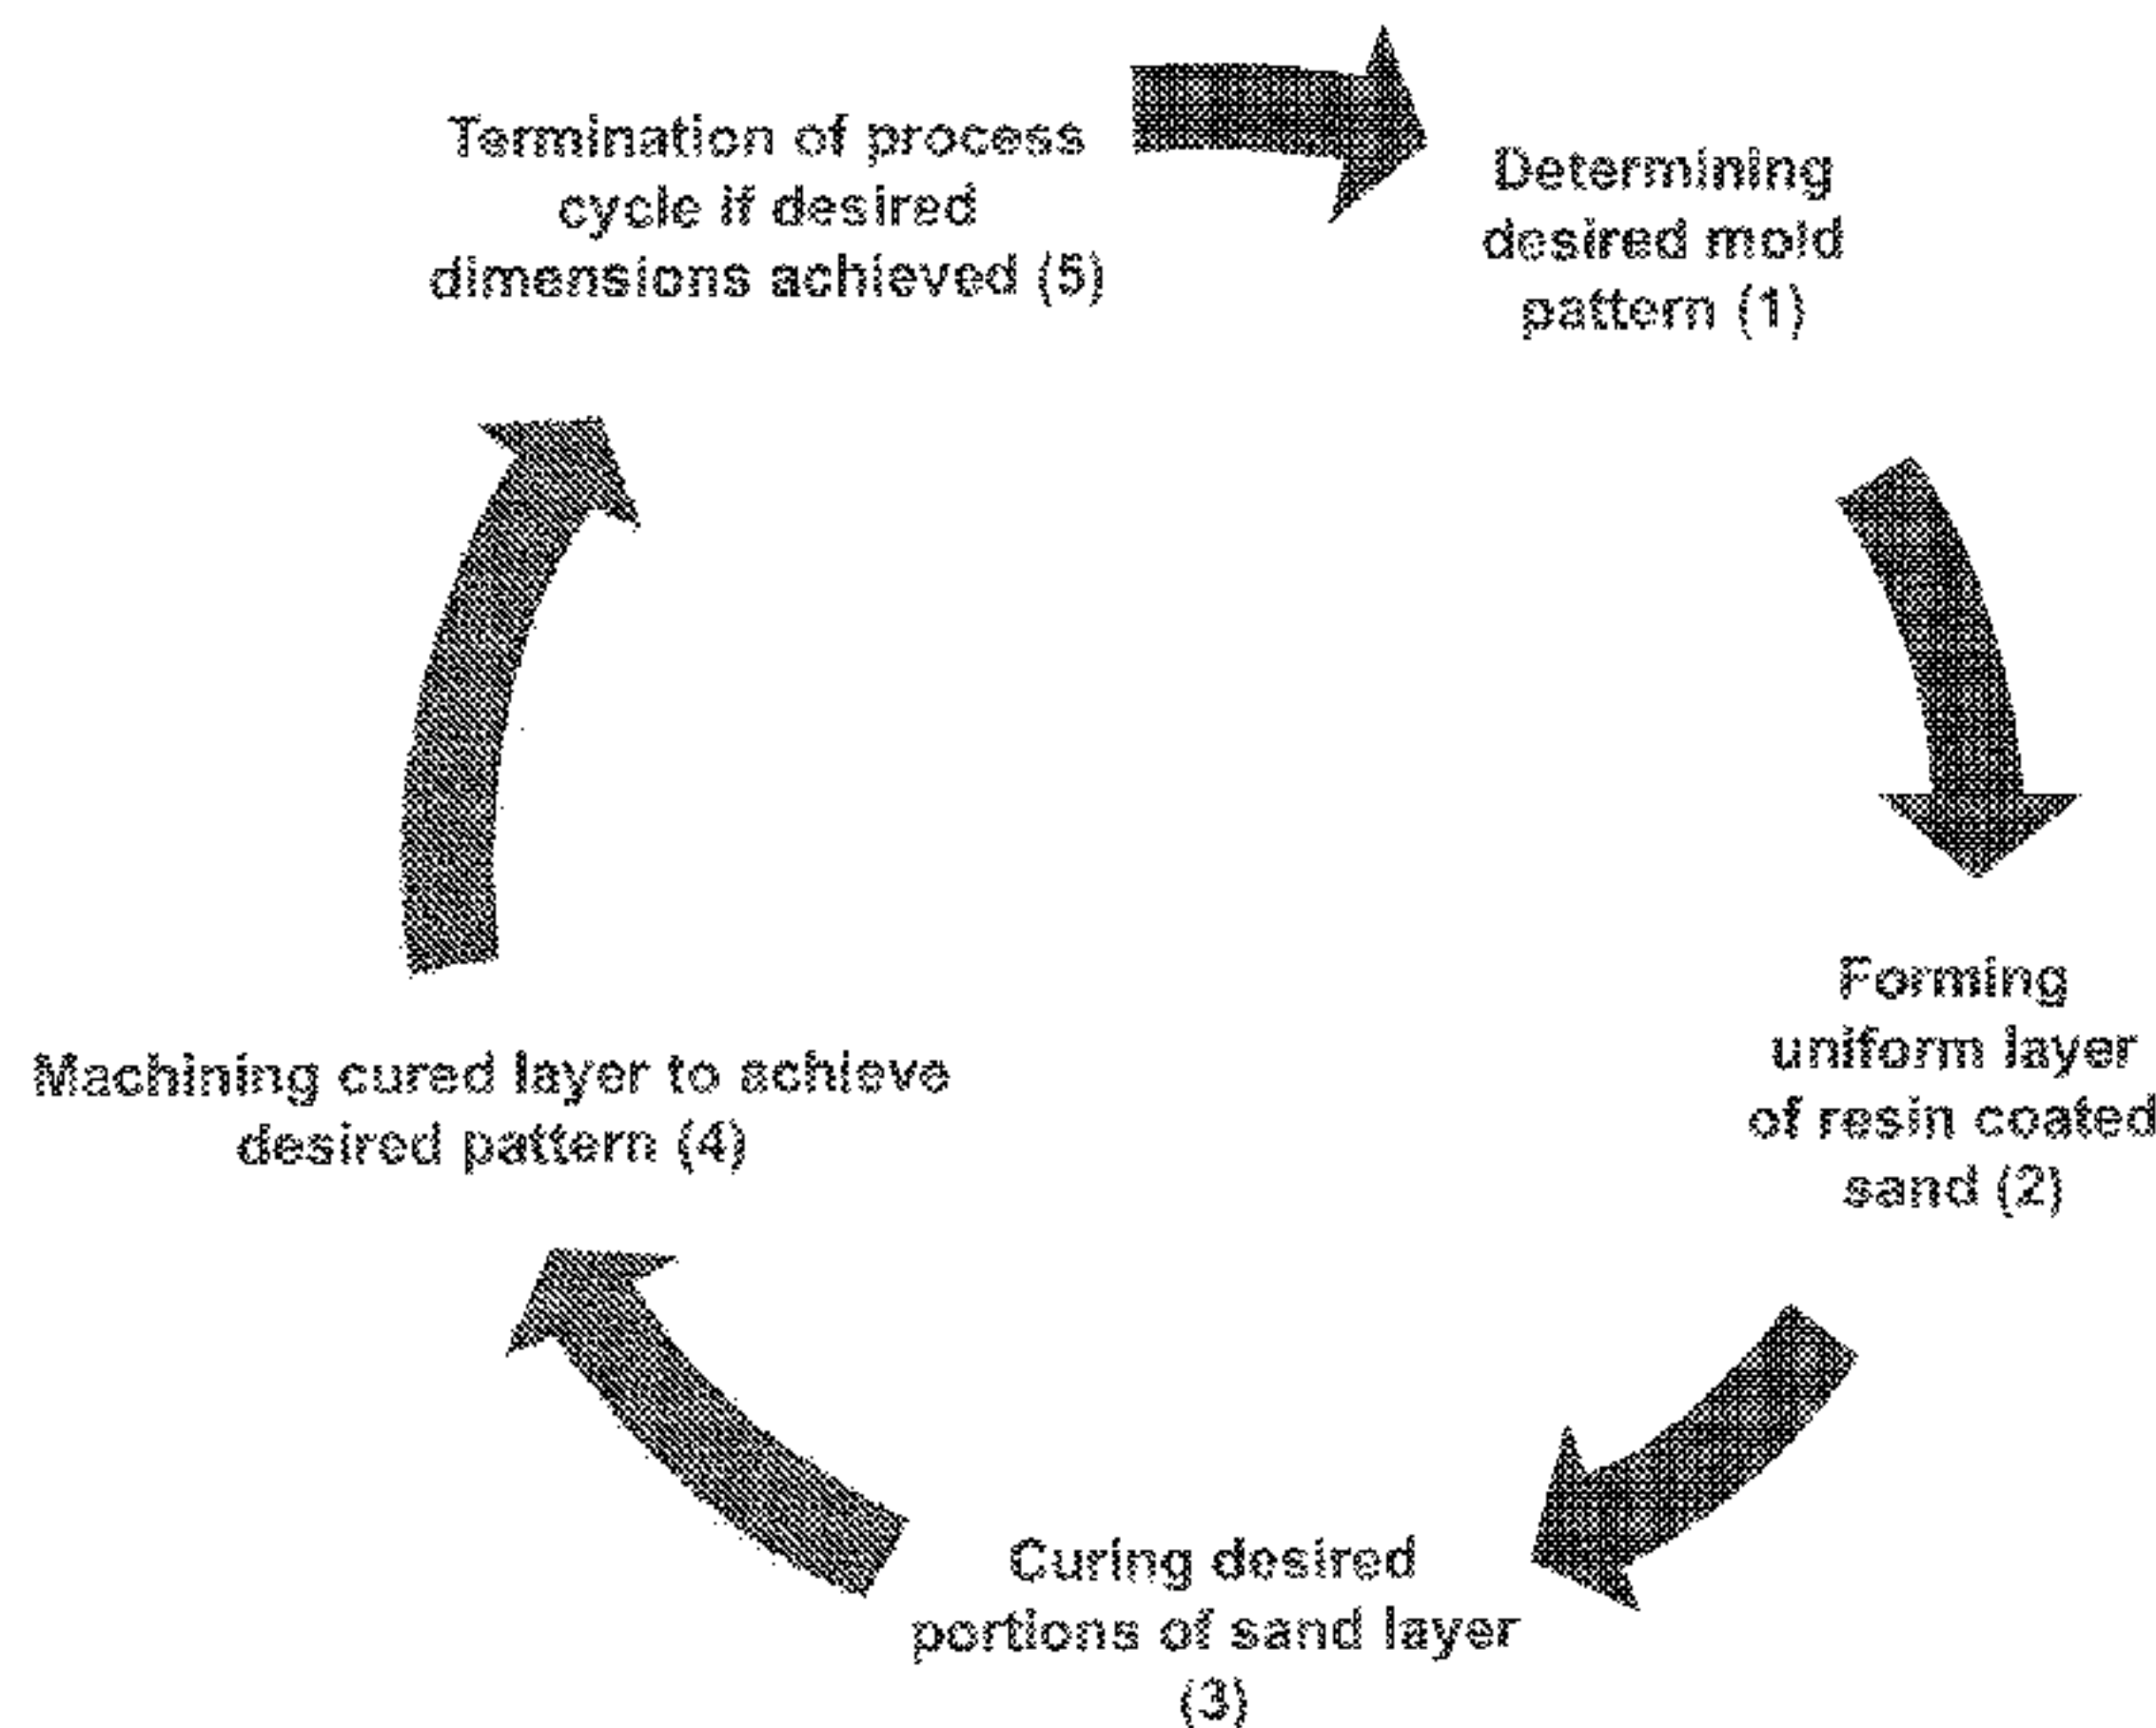 Termination of process
cycle if desired
dimensions achieved (5)
Determining
desired mold
pattern (1)
Forming
uniform layer
of resin coated
sand (2)
Machining cured layer to achieve
desired pattern (4)
Curing desired
portions of sand layer
(3)